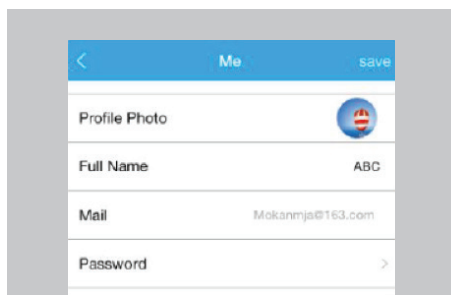 Me save
Profile Photo
Full Name ABC
Mail Mokanmja@163.com
Password